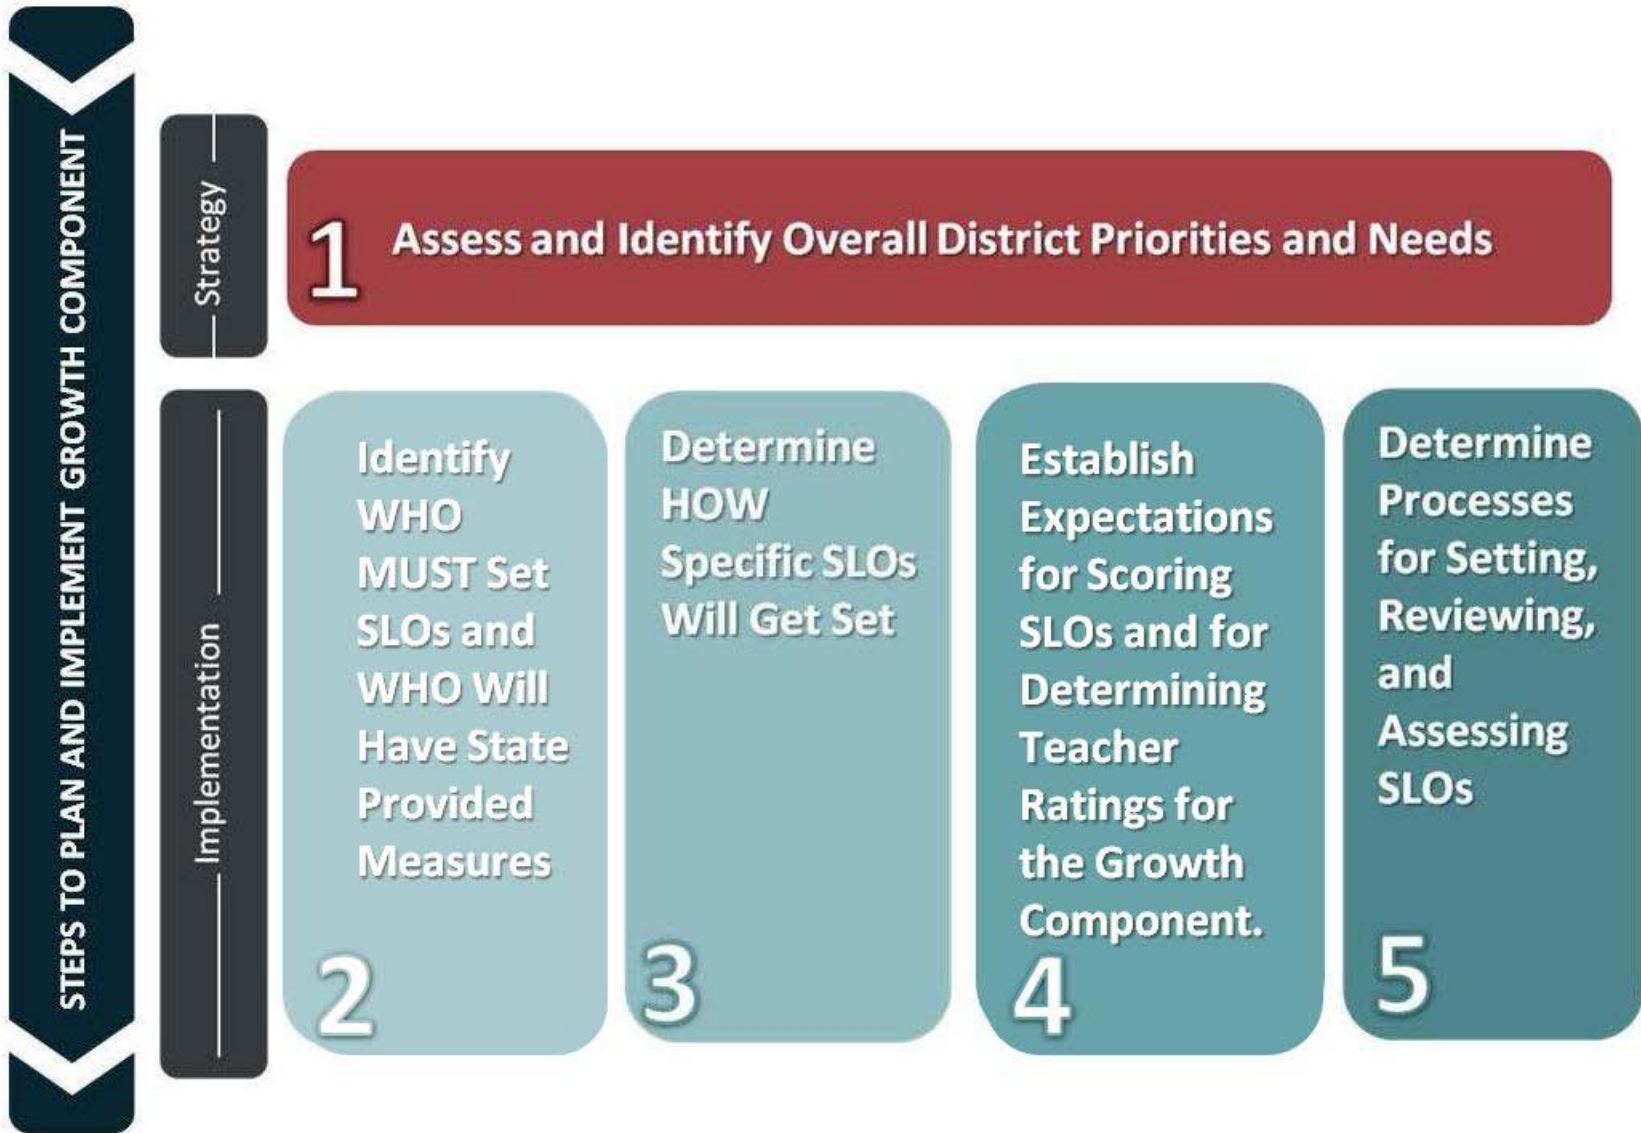 STEPS TO PLAN AND IMPLEMENT GROWTH COMPONENT
Strategy
1
Assess and Identify Overall District Priorities and Needs
Implementation
Identify
WHO
MUST Set
SLOs and
WHO Will
Have State
Provided
Measures
2
Determine
HOW
Specific SLOs
Will Get Set
3
Establish
Expectations
for Scoring
SLOs and for
Determining
Teacher
Ratings for
the Growth
Component.
4
Determine
Processes
for Setting,
Reviewing,
and
Assessing
SLOs
5